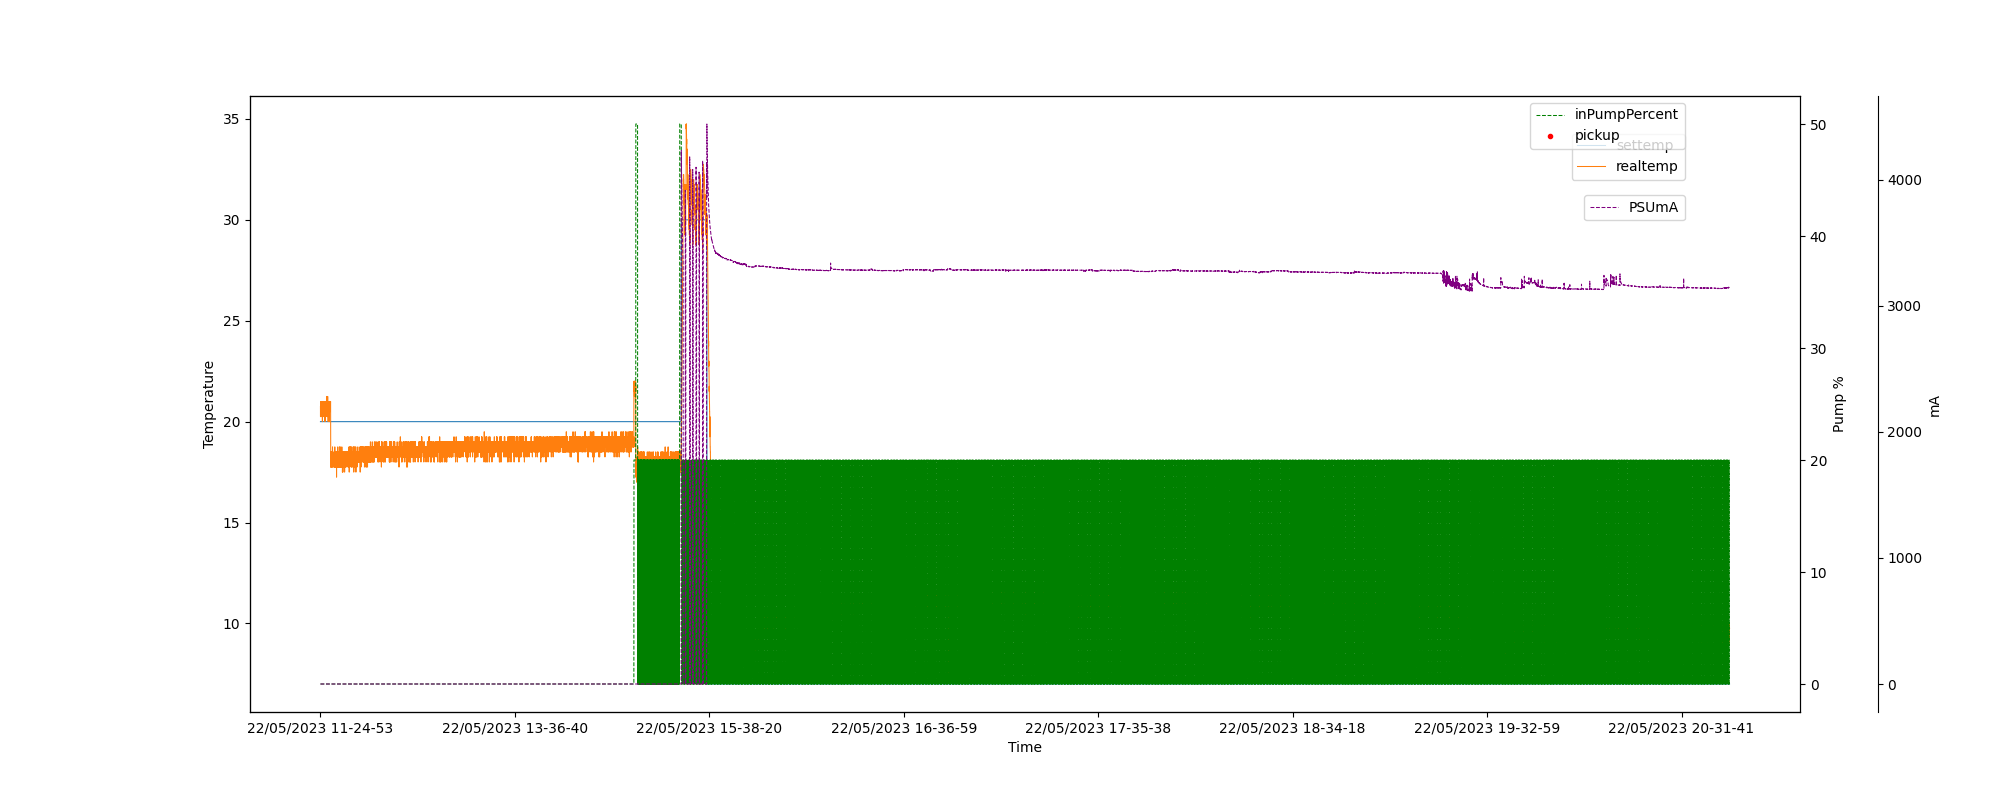 35
30
25
20
15
10
Temperature
inPumpPercent
pickup
settemp
realtemp
PSUmA
50
40
30
20
10
0
Pump %
4000
3000
2000
1000
0
mA
22/05/2023 11-24-53
22/05/2023 13-36-40
22/05/2023 15-38-20
22/05/2023 16-36-59
22/05/2023 17-35-38
22/05/2023 18-34-18
22/05/2023 19-32-59
22/05/2023 20-31-41
Time